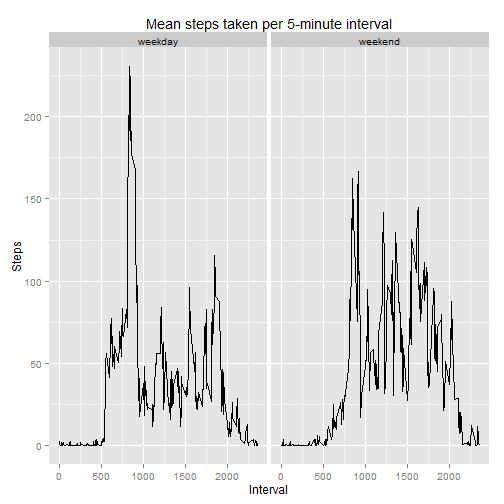 Mean steps taken per 5-minute interval
weekday weekend
200
150
100
50
0
Steps
0 500 1000 1500 2000 0 500 1000 1500 2000
Interval